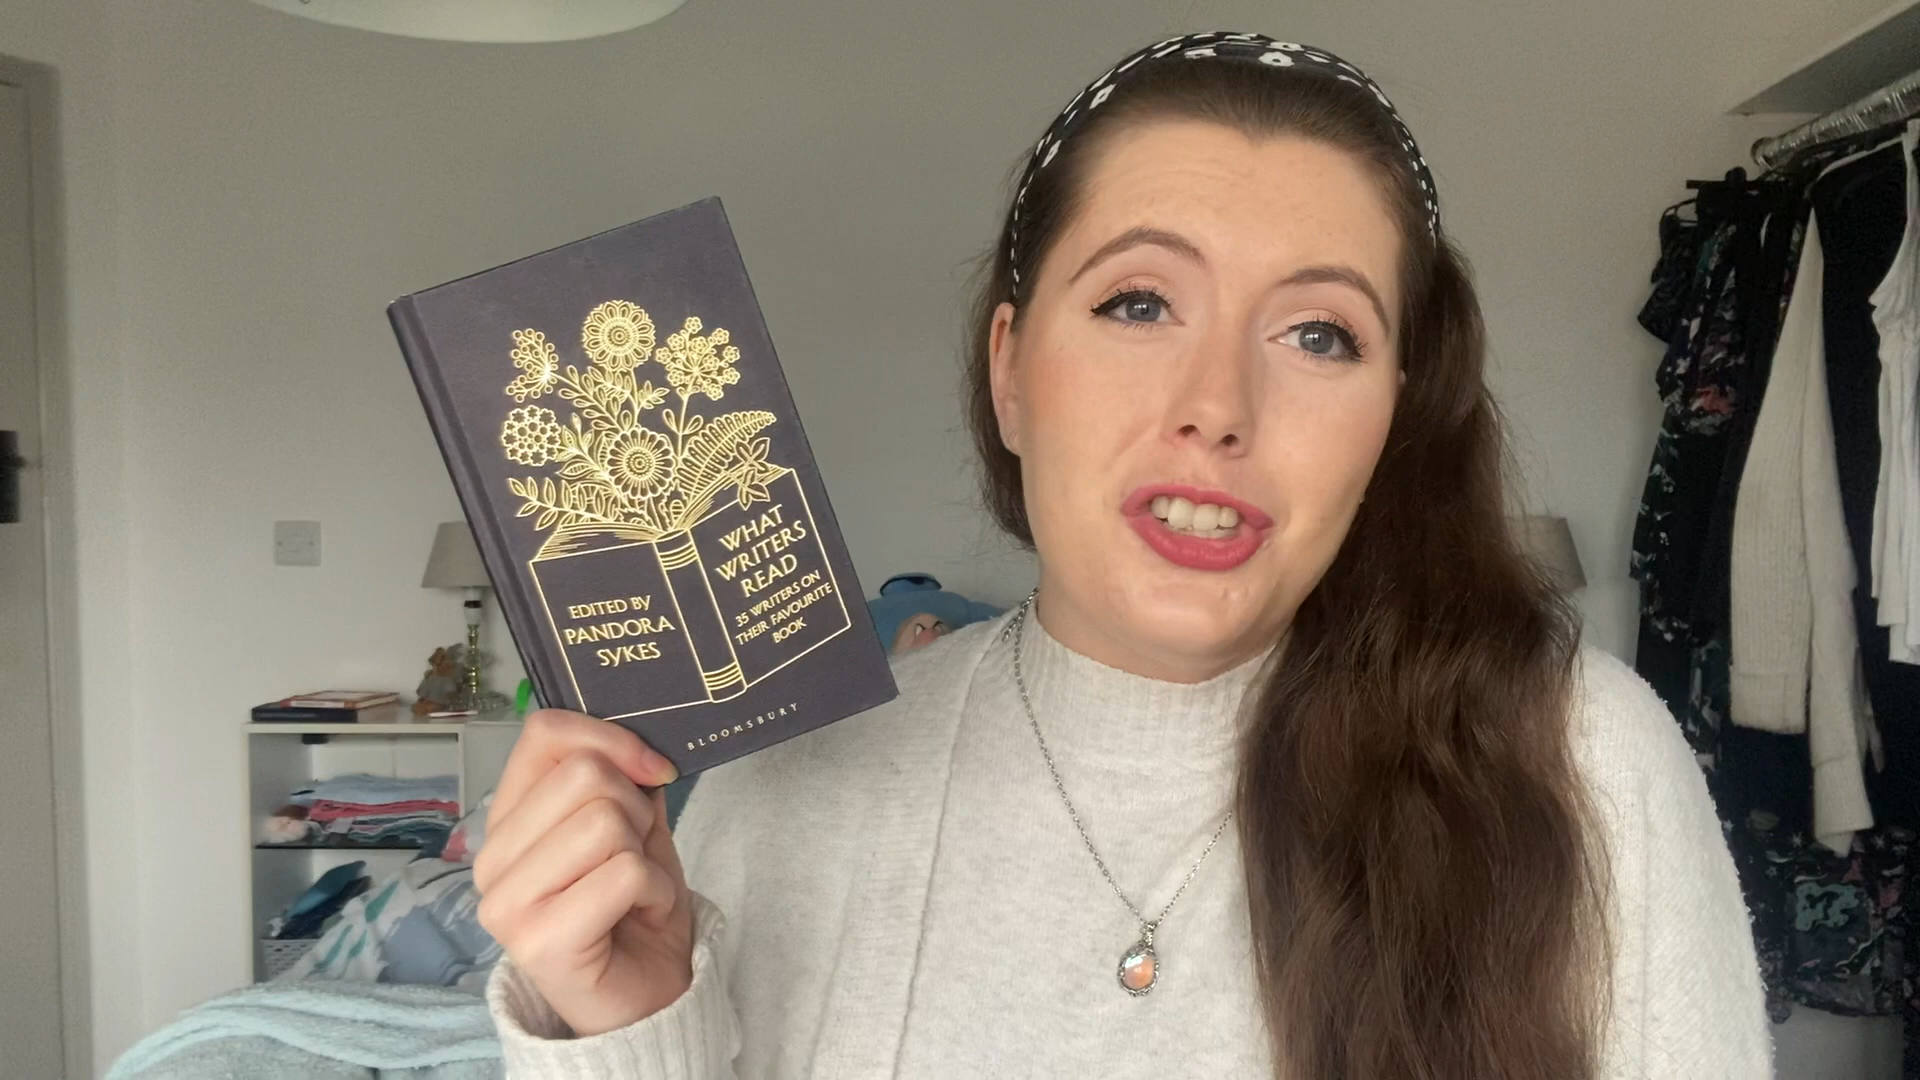 EDITED BY
PANDORA
SYKES
WHAT
WRITERS
READ
35 WRITERS ON
THEIR FAVOURITE
BOOK
BLOOMSBURY